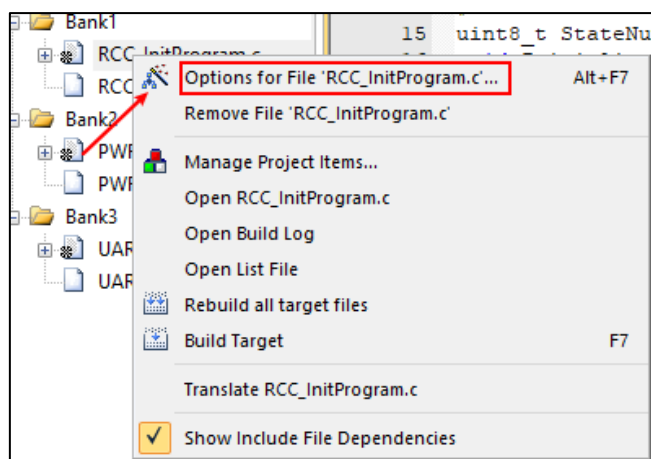 Bank1
15 uint8_t StateNu
RCC_InitProgram.c
Options for File 'RCC_InitProgram.c'... Alt+F7
RCC
Remove File 'RCC_InitProgram.c'
Bank2
Manage Project Items...
PWR
Open RCC_InitProgram.c
PWR
Bank3
Open Build Log
UAR
Open List File
UAR
Rebuild all target files
Build Target F7
Translate RCC_InitProgram.c
Show Include File Dependencies